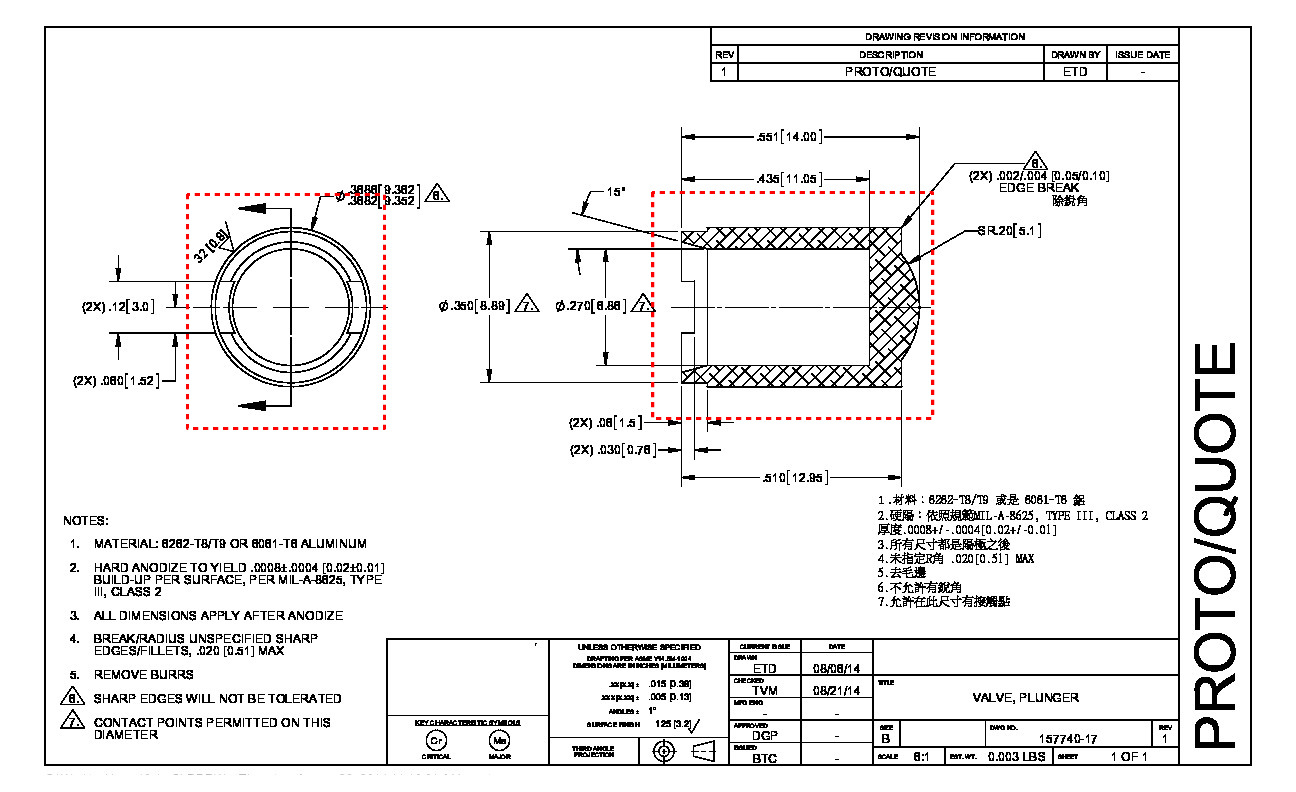 DRAWING REVISION INFORMATION
REV DESCRIPTION DRAWN BY ISSUE DATE
1 PROTO/QUOTE ETD -
.551[14.00]
.435[11.05]
6.
(2X) .002/.004 [0.05/0.10]
EDGE BREAK
除銳角
SR.20[5.1]
15°
Ø .3686[9.362] 6.
.3682[9.352]
32 [0.8]
(2X) .12[3.0]
(2X) .060[1.52]
Ø.350[8.89] 7.
Ø.270[6.86] 7.
(2X) .06[1.5]
(2X) .030[0.76]
.510[12.95]
1.材料：6262-T8/T9 或是 6061-T6 鋁
2.硬陽：依照規範MIL-A-8625, TYPE III, CLASS 2
厚度.0008+/-.0004[0.02+/-0.01]
3.所有尺寸都是陽極之後
4.未指定R角 .020[0.51] MAX
5.去毛邊
6.不允許有銳角
7.允許在此尺寸有接觸點
NOTES:
1. MATERIAL: 6262-T8/T9 OR 6061-T6 ALUMINUM
2. HARD ANODIZE TO YIELD .0008±.0004 [0.02±0.01]
BUILD-UP PER SURFACE, PER MIL-A-8625, TYPE
III, CLASS 2
3. ALL DIMENSIONS APPLY AFTER ANODIZE
4. BREAK/RADIUS UNSPECIFIED SHARP
EDGES/FILLETS, .020 [0.51] MAX
5. REMOVE BURRS
6. SHARP EDGES WILL NOT BE TOLERATED
7. CONTACT POINTS PERMITTED ON THIS
DIAMETER
KEY CHARACTERISTIC SYMBOLS
Cr Ma
CRITICAL MAJOR
UNLESS OTHERWISE SPECIFIED
DRAFTING PER ASME Y14.5M-1994
DIMENSIONS ARE IN INCHES [MILLIMETERS]
.XX [X.X] ± .015 [0.38]
.XXX [X.XX] ± .005 [0.13]
ANGLES ± 1°
SURFACE FINISH 125 [3.2]
THIRD ANGLE
PROJECTION
CURRENT ISSUE DATE
DRAWN
ETD 08/06/14
CHECKED
TVM 08/21/14
MFG ENG
- -
APPROVED
DGP -
ISSUED
BTC -
TITLE
VALVE, PLUNGER
SIZE DWG NO. REV
B 157740-17 1
SCALE 6:1 EST. WT. 0.003 LBS SHEET 1 OF 1
PROTO/QUOTE